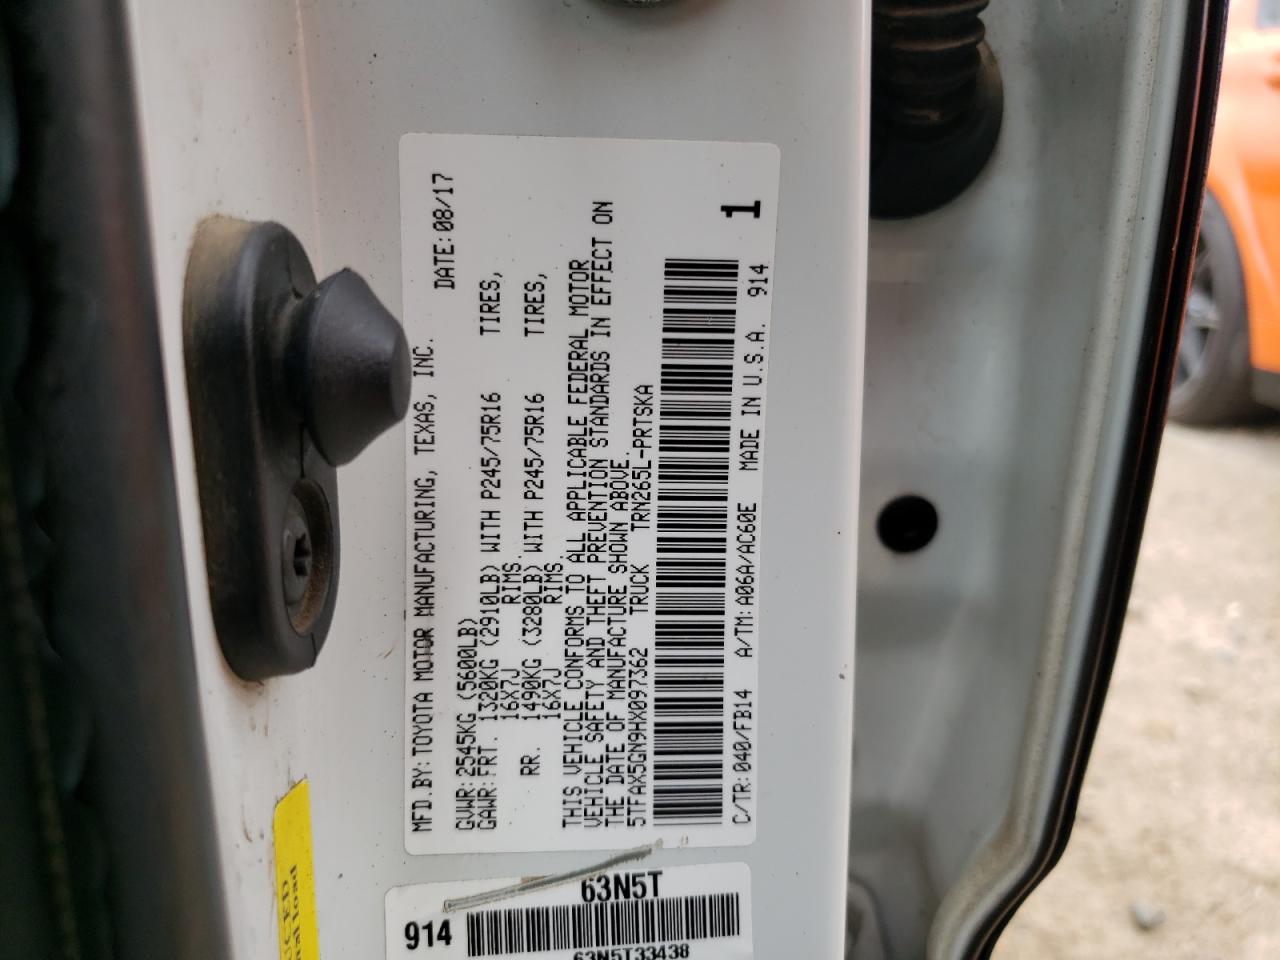 MFD.BY:TOYOTA MOTOR MANUFACTURING, TEXAS, INC.
DATE:08/17
GVWR:2545KG (5600LB)
GAWR:FRT. 1320KG (2910LB) WITH P245/75R16 TIRES,
16X7J RIMS.
RR. 1490KG (3280LB) WITH P245/75R16 TIRES,
16X7J RIMS.
THIS VEHICLE CONFORMS TO ALL APPLICABLE FEDERAL MOTOR
VEHICLE SAFETY AND THEFT PREVENTION STANDARDS IN EFFECT ON
THE DATE OF MANUFACTURE SHOWN ABOVE.
5TFAX5GN9HX097362 TRUCK TRN265L-PRTSKA
C/TR:040/FB14 A/TM:A06A/AC60E MADE IN U.S.A. 914
1
63N5T
914
63N5T33438
load